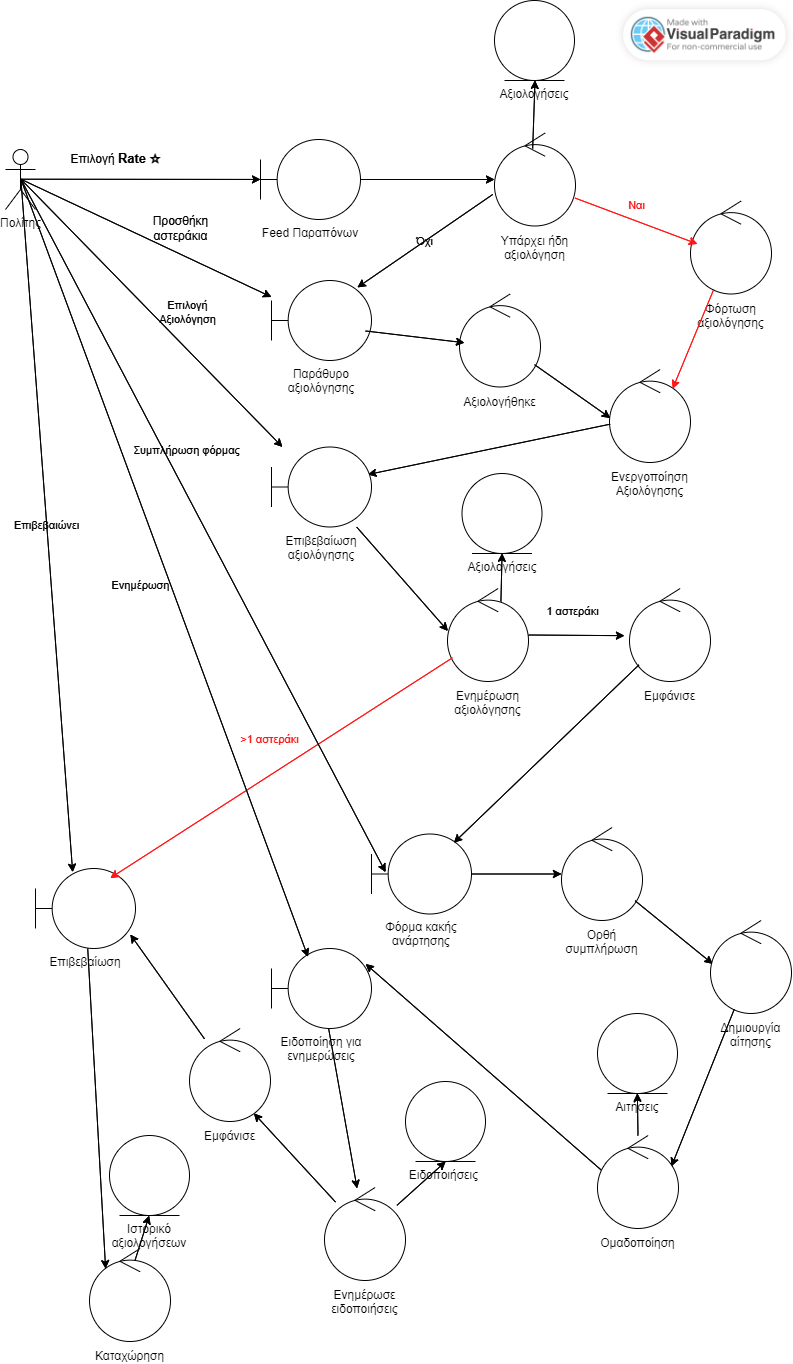 Made with
VisualParadigm
For non-commercial use
Αξιολογήσεις
Επιλογή Rate ☆
Πολίτης
Feed Παραπόνων
Υπάρχει ήδη
αξιολόγηση
Ναι
Προσθήκη
αστεράκια
Όχι
Φόρτωση
αξιολόγησης
Επιλογή
Αξιολόγηση
Παράθυρο
αξιολόγησης
Αξιολογήθηκε
Συμπλήρωση φόρμας
Ενεργοποίηση
Αξιολόγησης
Επιβεβαιώνει
Επιβεβαίωση
αξιολόγησης
Αξιολογήσεις
Ενημέρωση
1 αστεράκι
Ενημέρωση
αξιολόγησης
Εμφάνισε
>1 αστεράκι
Φόρμα κακής
ανάρτησης
Ορθή
συμπλήρωση
Επιβεβαίωση
Δημιουργία
αίτησης
Ειδοποίηση για
ενημερώσεις
Αιτήσεις
Εμφάνισε
Ειδοποιήσεις
Ιστορικό
αξιολογήσεων
Ομαδοποίηση
Ενημέρωσε
ειδοποιήσεις
Καταχώρηση